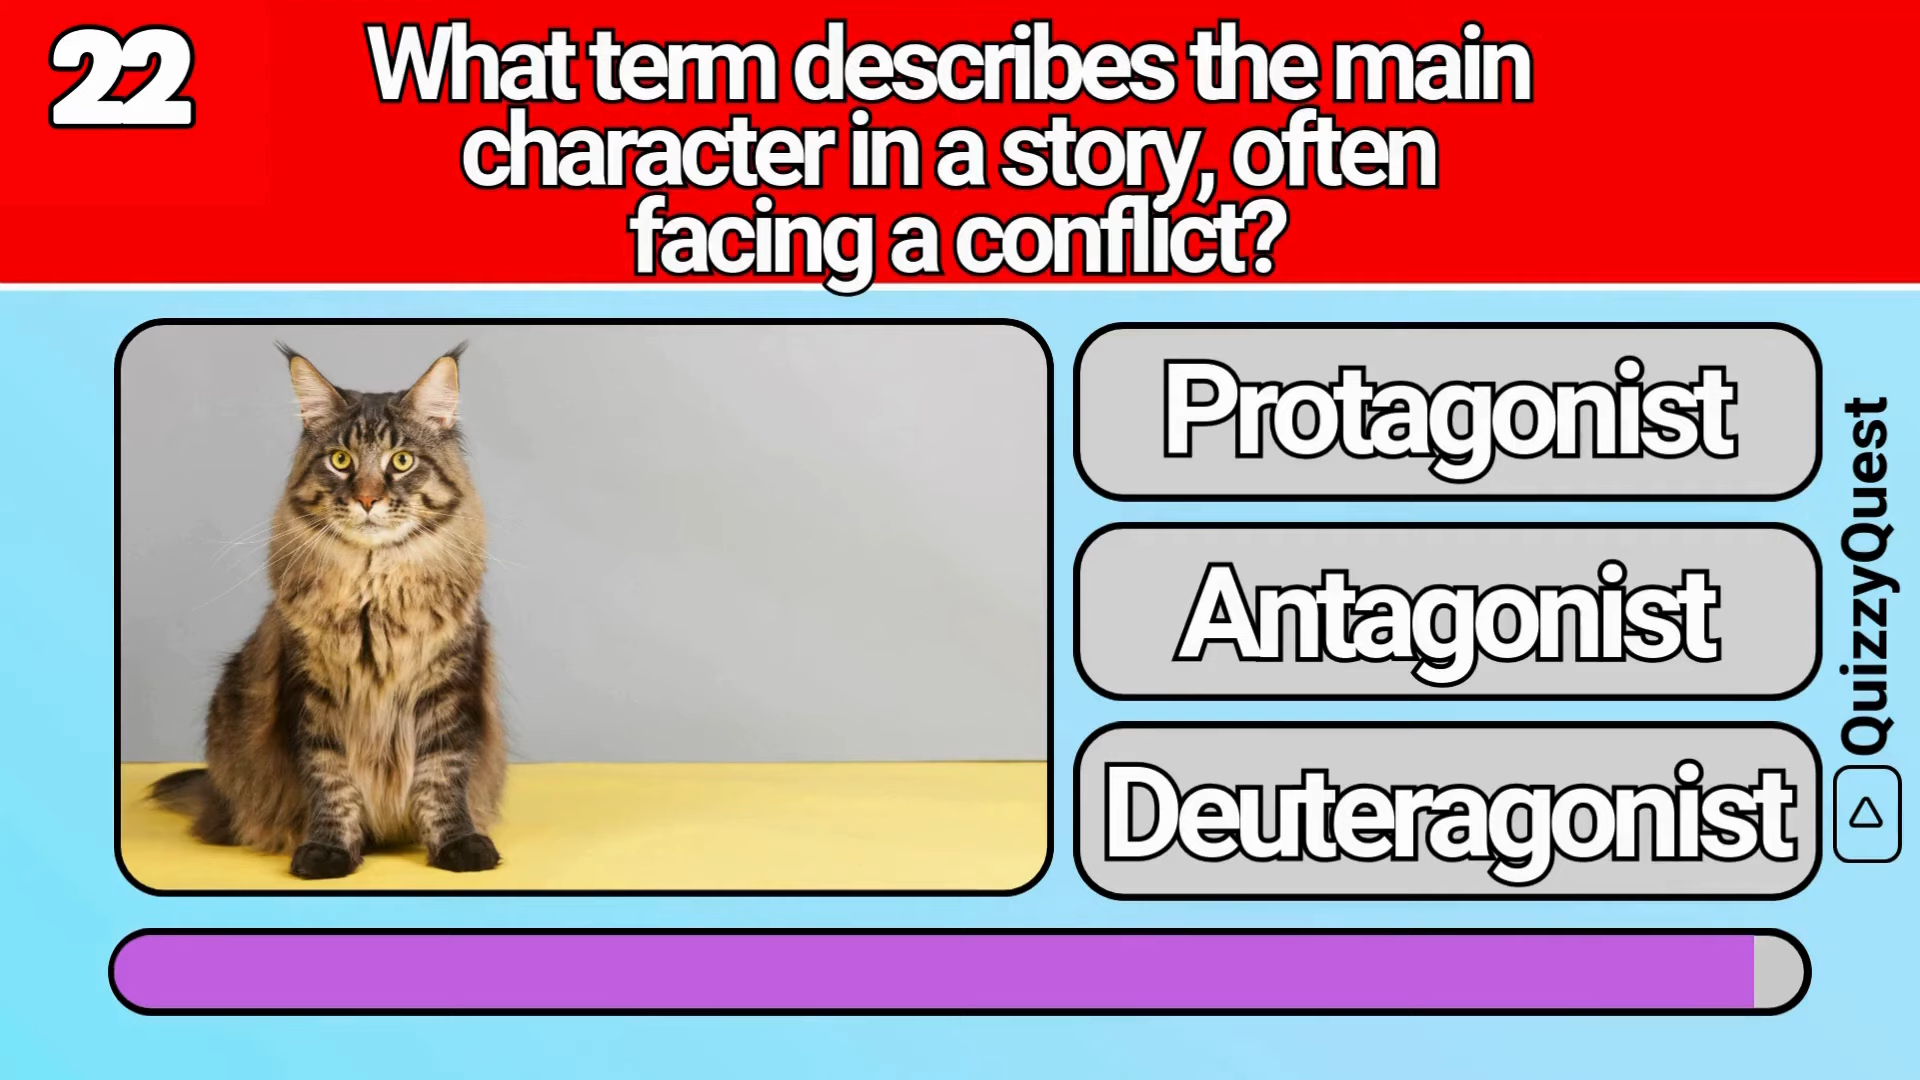 22
What term describes the main
character in a story, often
facing a conflict?
Protagonist
Antagonist
Deuteragonist
QuizzyQuest